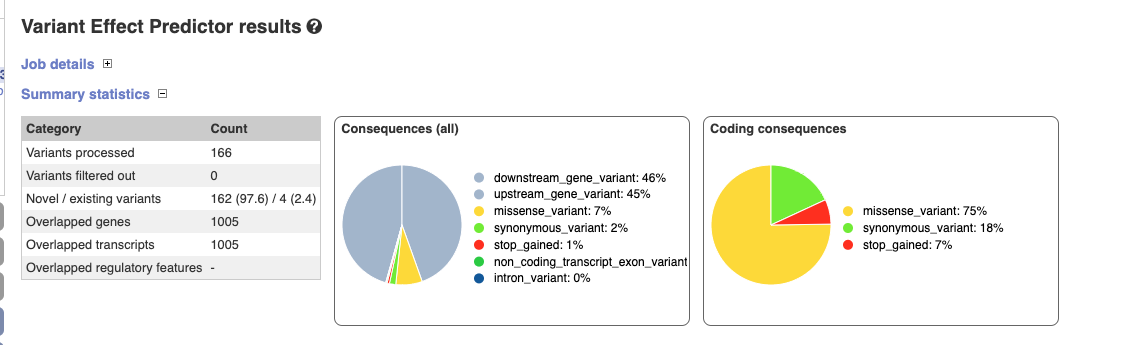 Variant Effect Predictor results ?
Job details
Summary statistics
Category Count
Variants processed 166
Variants filtered out 0
Novel / existing variants 162 (97.6) / 4 (2.4)
Overlapped genes 1005
Overlapped transcripts 1005
Overlapped regulatory features -
Consequences (all)
downstream_gene_variant: 46%
upstream_gene_variant: 45%
missense_variant: 7%
synonymous_variant: 2%
stop_gained: 1%
non_coding_transcript_exon_variant
intron_variant: 0%
Coding consequences
missense_variant: 75%
synonymous_variant: 18%
stop_gained: 7%